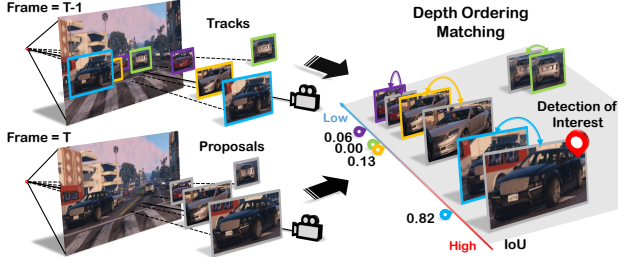 Frame = T-1
Tracks
Depth Ordering
Matching
Detection of
Interest
Low
0.06
0.00
0.13
Frame = T
Proposals
0.82
High
IoU